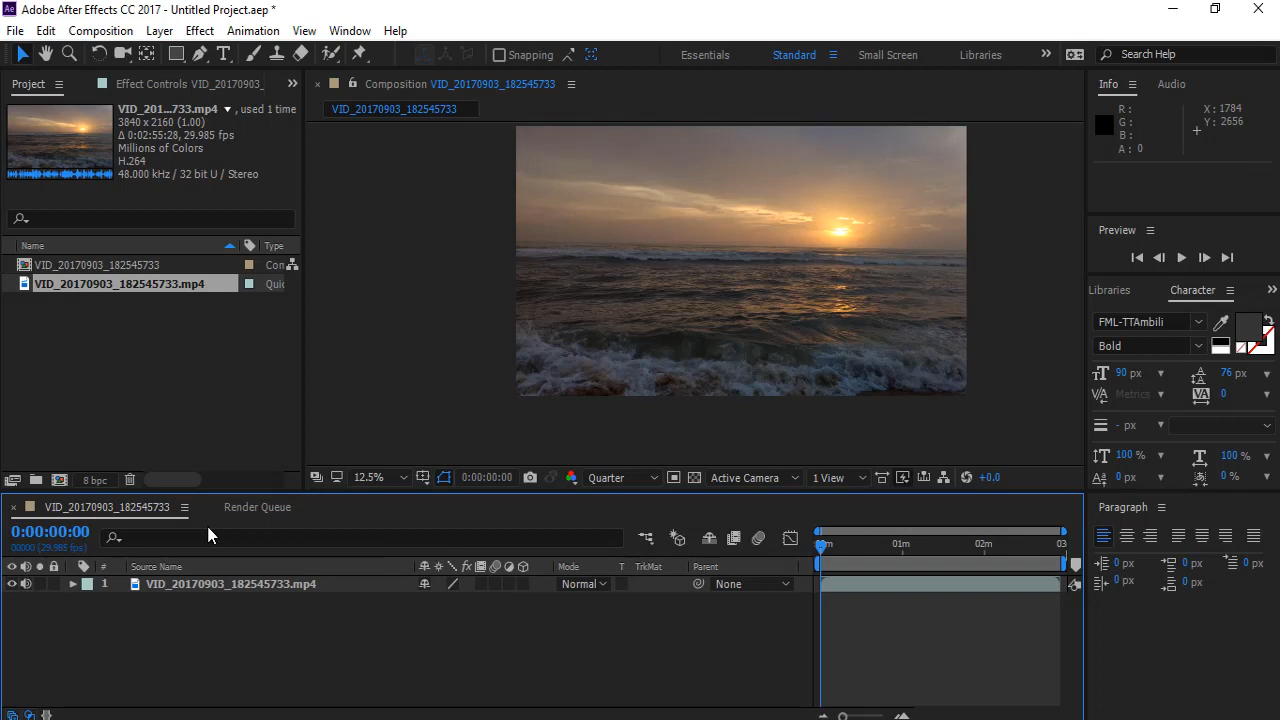 Adobe After Effects CC 2017 - Untitled Project.aep *
File Edit Composition Layer Effect Animation View Window Help
Spapping Essentials Standard Small Screen Libraries Search Help
Project Effect Controls VID_20170903_
VID_201...733.mp4 , used 1 time
3840 x 2160 (1.00)
Δ 0:02:55:28, 29.985 fps
Millions of Colors
H.264
48.000 kHz / 32 bit U / Stereo
Name Type
VID_20170903_182545733 Con
VID_20170903_182545733.mp4 Quic
8 bpc
Composition VID_20170903_182545733
VID_20170903_182545733
12.5% 0:00:00:00 Quarter Active Camera 1 View +0.0
Info Audio
R : X : 1784
G : Y : 2656
B :
A : 0
Preview
Libraries Character
FML-TTAmbili
Bold
90 px 76 px
Metrics 0
- px
100 % 100 %
0 px 0 %
VID_20170903_182545733 Render Queue
0:00:00:00
00000 (29.985 fps)
# Source Name Mode T TrkMat Parent
1 VID_20170903_182545733.mp4 Normal None
01m 02m 03
Paragraph
0 px 0 px 0 px
0 px 0 px